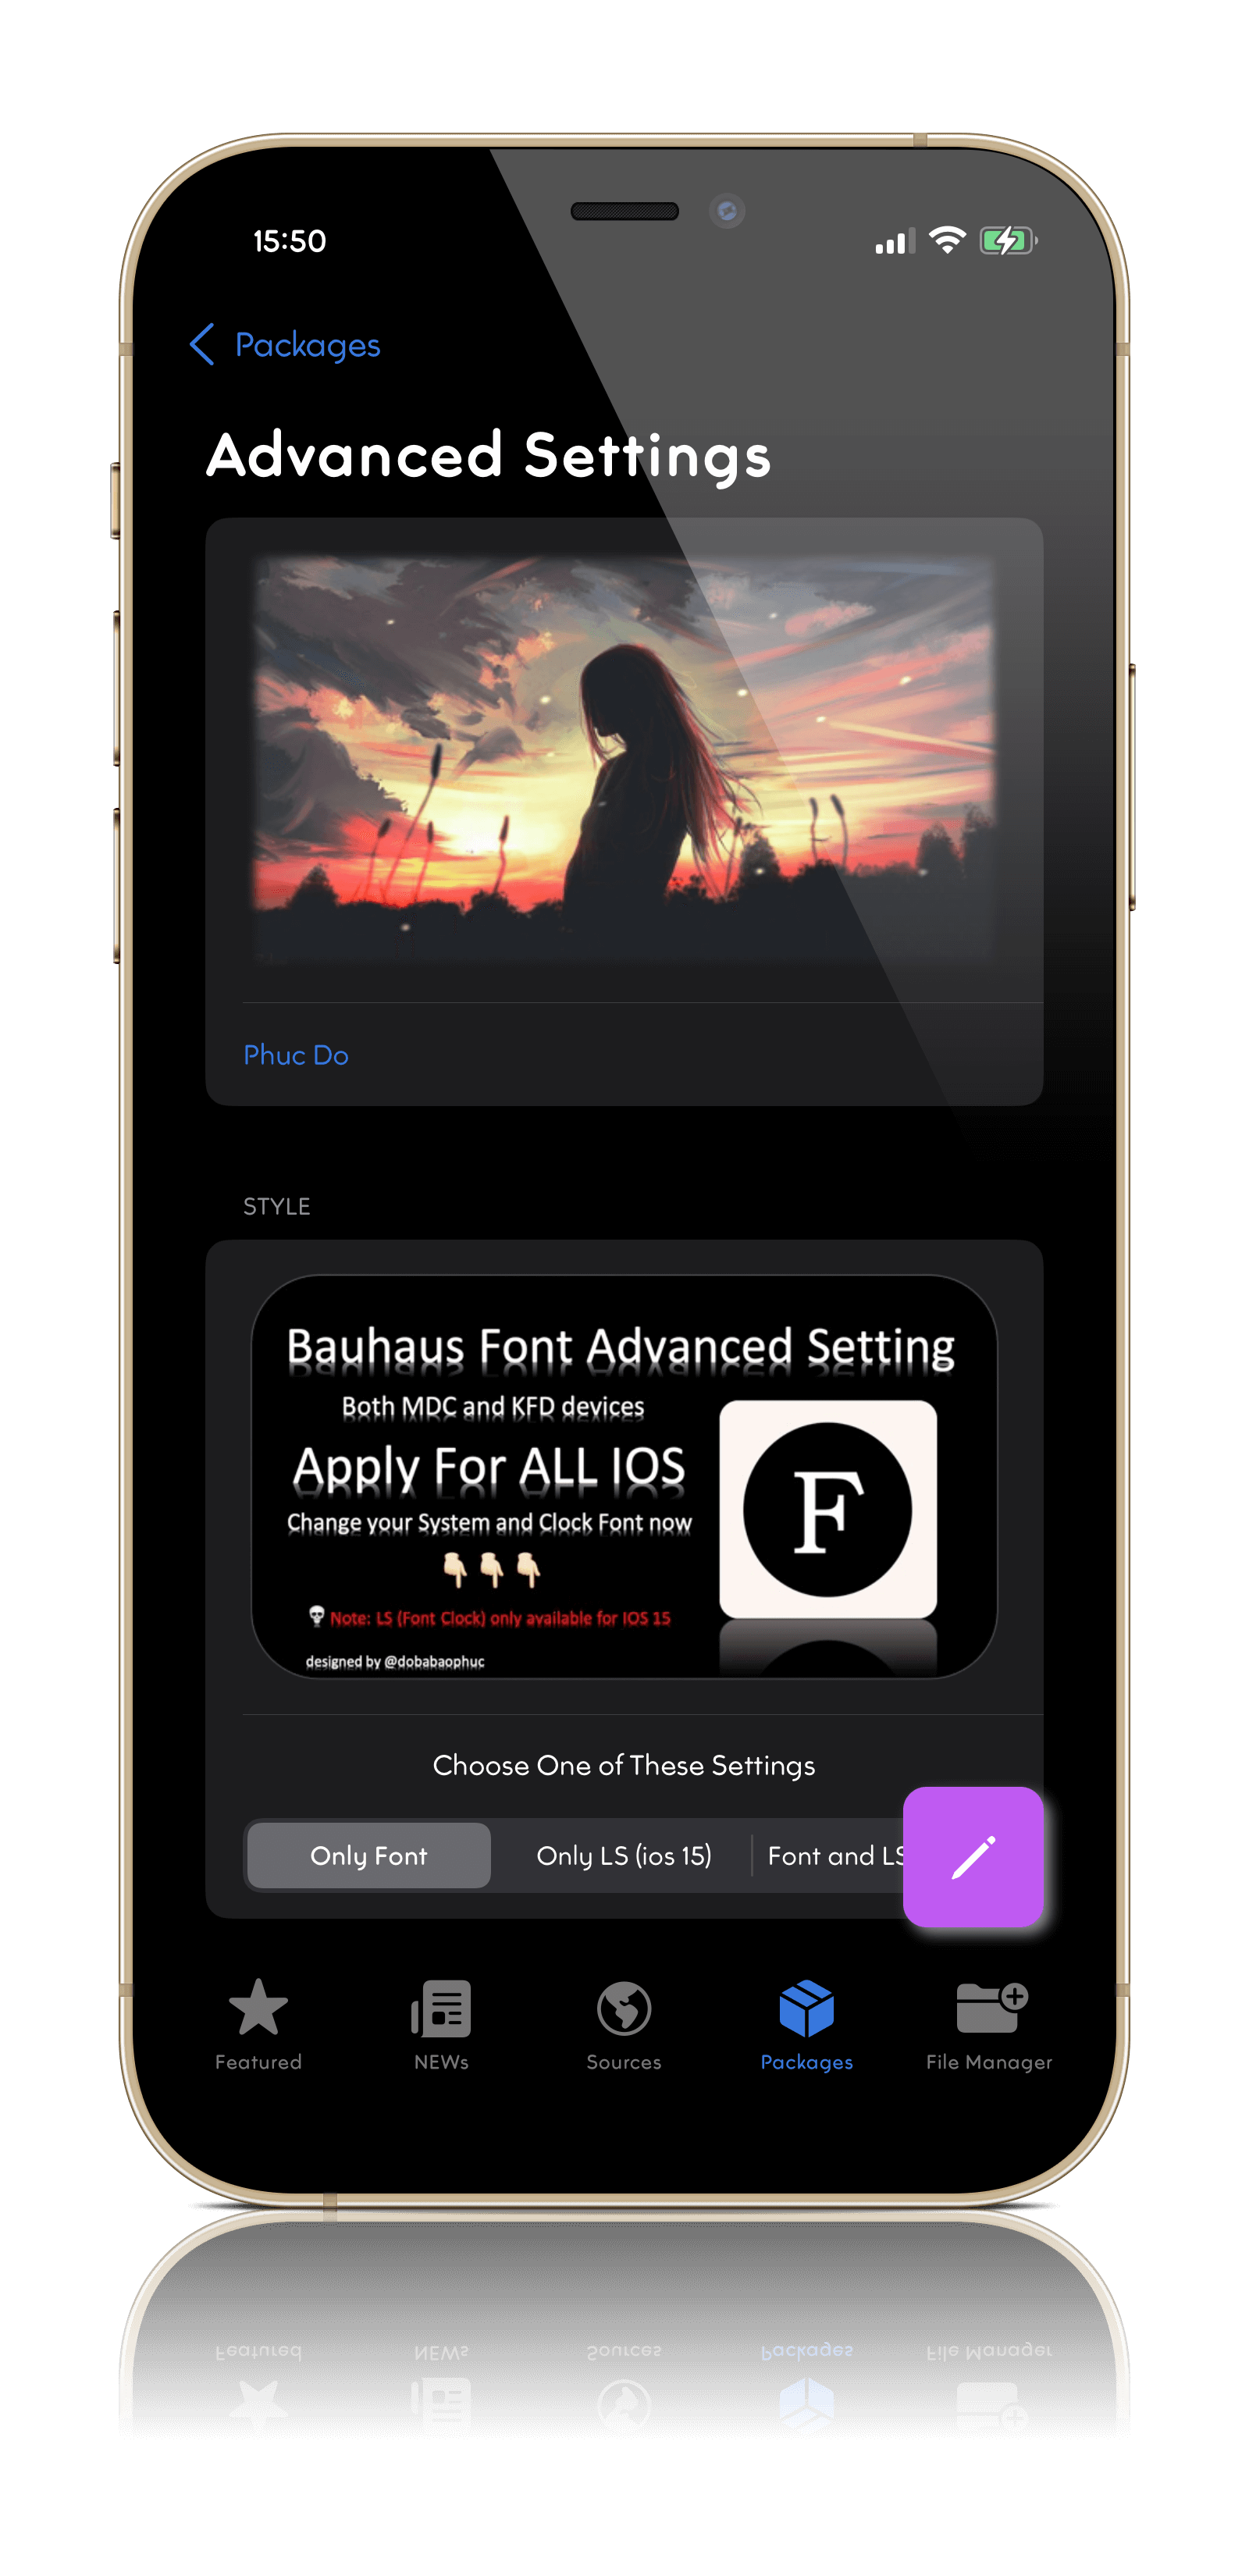 15:50
Packages
Advanced Settings
Phuc Do
STYLE
Bauhaus Font Advanced Setting
Both MDC and KFD devices
Apply For ALL IOS
Change your System and Clock Font now
👇👇👇
💀 Note: LS (Font Clock) only available for IOS 15
designed by @dobabaophuc
F
Choose One of These Settings
Only Font
Only LS (ios 15)
Font and LS
Featured
NEWs
Sources
Packages
File Manager